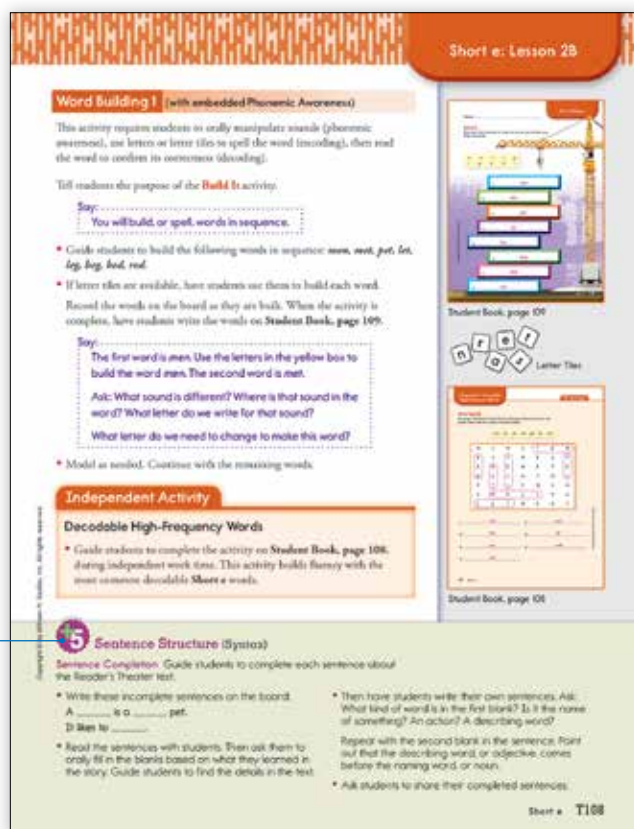 Short e: Lesson 2B
Word Building 1 (with embedded Phonemic Awareness)
This activity requires students to orally manipulate sounds (phonemic
awareness), use letters or letter tiles to spell the word (encoding), then read
the word to confirm its correctness (decoding).
Tell students the purpose of the Build It activity.
Say:
You will build, or spell, words in sequence.
• Guide students to build the following words in sequence: men, met, pet, let,
leg, beg, bed, red.
• If letter tiles are available, have students use them to build each word.
Record the words on the board as they are built. When the activity is
complete, have students write the words on Student Book, page 109.
Say:
The first word is men. Use the letters in the yellow box to
build the word men. The second word is met.
Ask: What sound is different? Where is that sound in the
word? What letter do we write for that sound?
What letter do we need to change to make this word?
• Model as needed. Continue with the remaining words.
Independent Activity
Decodable High-Frequency Words
• Guide students to complete the activity on Student Book, page 108,
during independent work time. This activity builds fluency with the
most common decodable Short e words.
Student Book, page 109
n r e t a s
Letter Tiles
Student Book, page 108
+5 Sentence Structure (Syntax)
Sentence Completion Guide students to complete each sentence about
the Reader's Theater text.
• Write these incomplete sentences on the board:
A ______ is a ______ pet.
It likes to ______.
• Read the sentences with students. Then ask them to
orally fill in the blanks based on what they learned in
the story. Guide students to find the details in the text.
• Then have students write their own sentences. Ask:
What kind of word is in the first blank? Is it the name
of something? An action? A describing word?
Repeat with the second blank in the sentence. Point
out that the describing word, or adjective, comes
before the naming word, or noun.
• Ask students to share their completed sentences.
Short e T108